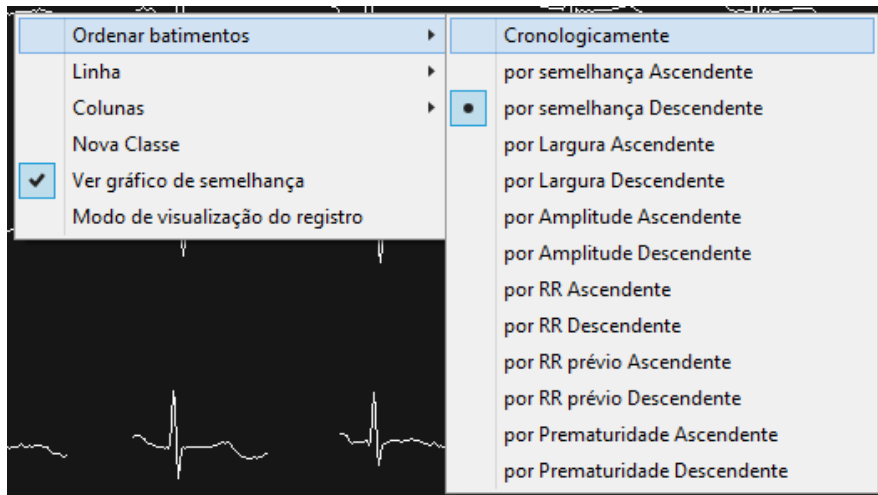 Ordenar batimentos
Linha
Colunas
Nova Classe
Ver gráfico de semelhança
Modo de visualização do registro
Cronologicamente
por semelhança Ascendente
por semelhança Descendente
por Largura Ascendente
por Largura Descendente
por Amplitude Ascendente
por Amplitude Descendente
por RR Ascendente
por RR Descendente
por RR prévio Ascendente
por RR prévio Descendente
por Prematuridade Ascendente
por Prematuridade Descendente